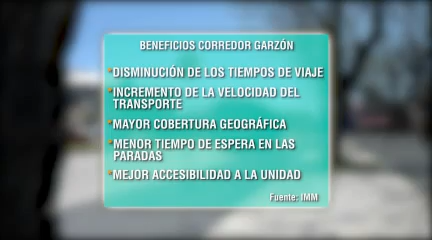 BENEFICIOS CORREDOR GARZÓN
*DISMINUCIÓN DE LOS TIEMPOS DE VIAJE
*INCREMENTO DE LA VELOCIDAD DEL
TRANSPORTE
*MAYOR COBERTURA GEOGRÁFICA
*MENOR TIEMPO DE ESPERA EN LAS
PARADAS
*MEJOR ACCESIBILIDAD A LA UNIDAD
Fuente: IMM